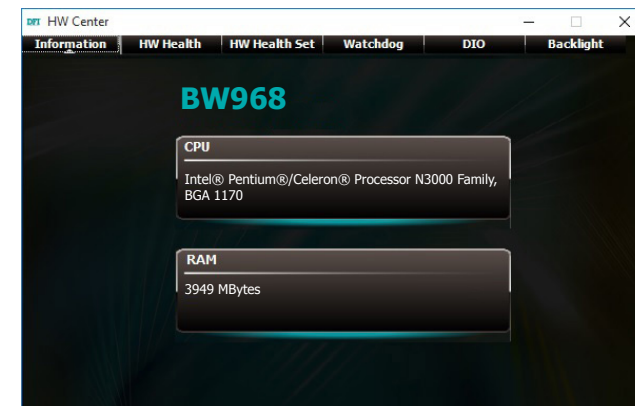 DFI HW Center
Information HW Health HW Health Set Watchdog DIO Backlight
BW968
CPU
Intel® Pentium®/Celeron® Processor N3000 Family,
BGA 1170
RAM
3949 MBytes